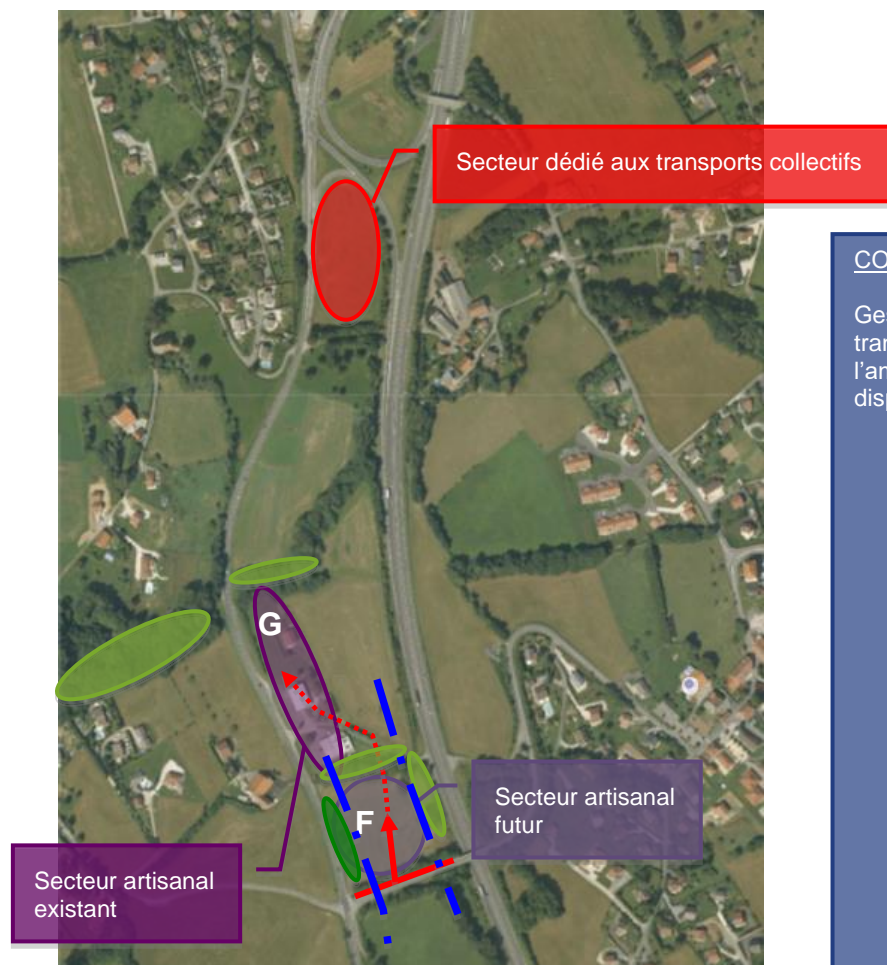 Secteur dédié aux transports collectifs
G
F
Secteur artisanal
futur
Secteur artisanal
existant